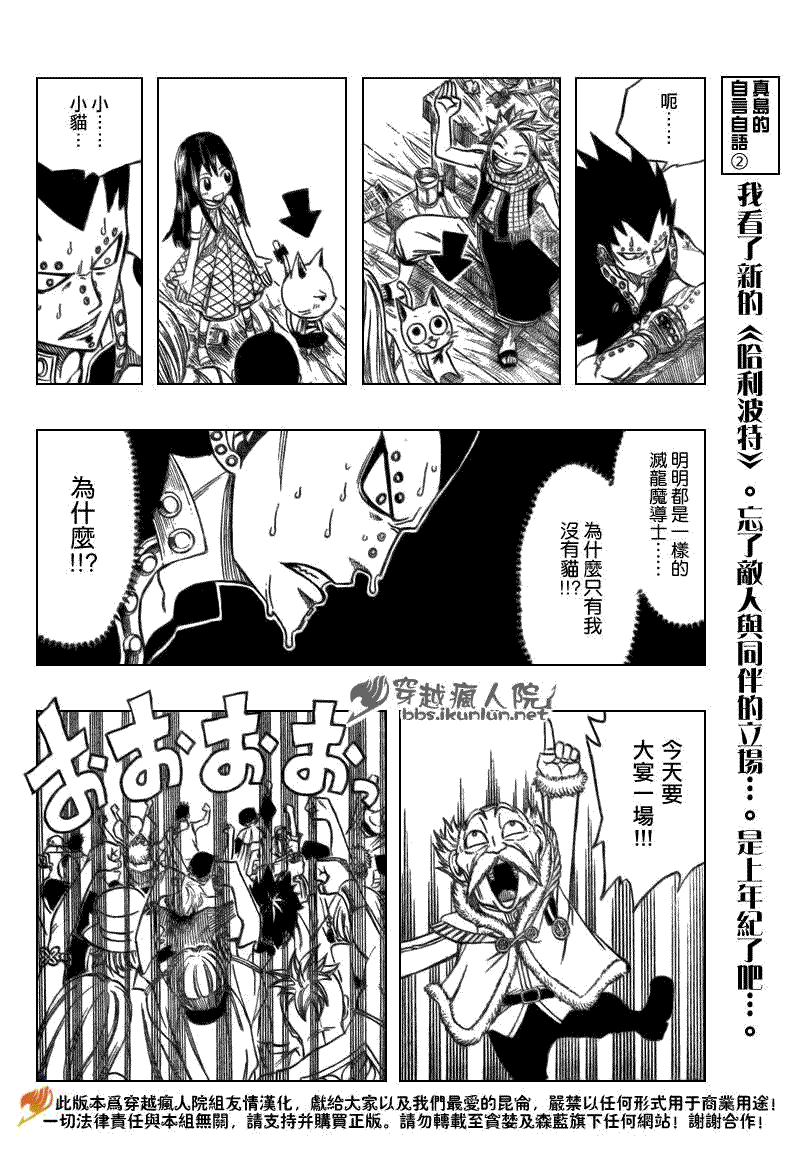 真島的
自言自語②
我看了新的《哈利波特》。忘了敵人與同伴的立場…。是上年紀了吧…。
呃……
小……
小貓…
明明都是一樣的
滅龍魔導士……
為什麼只有我
沒有貓!!?
為什麼!!?
穿越瘋人院
bbs.ikunlun.net
今天要
大宴一場!!!
おおおおっ
此版本爲穿越瘋人院組友情漢化，獻給大家以及我們最愛的昆侖，嚴禁以任何形式用于商業用途！
一切法律責任與本組無關，請支持并購買正版。請勿轉載至貪婪及森藍旗下任何網站！謝謝合作！